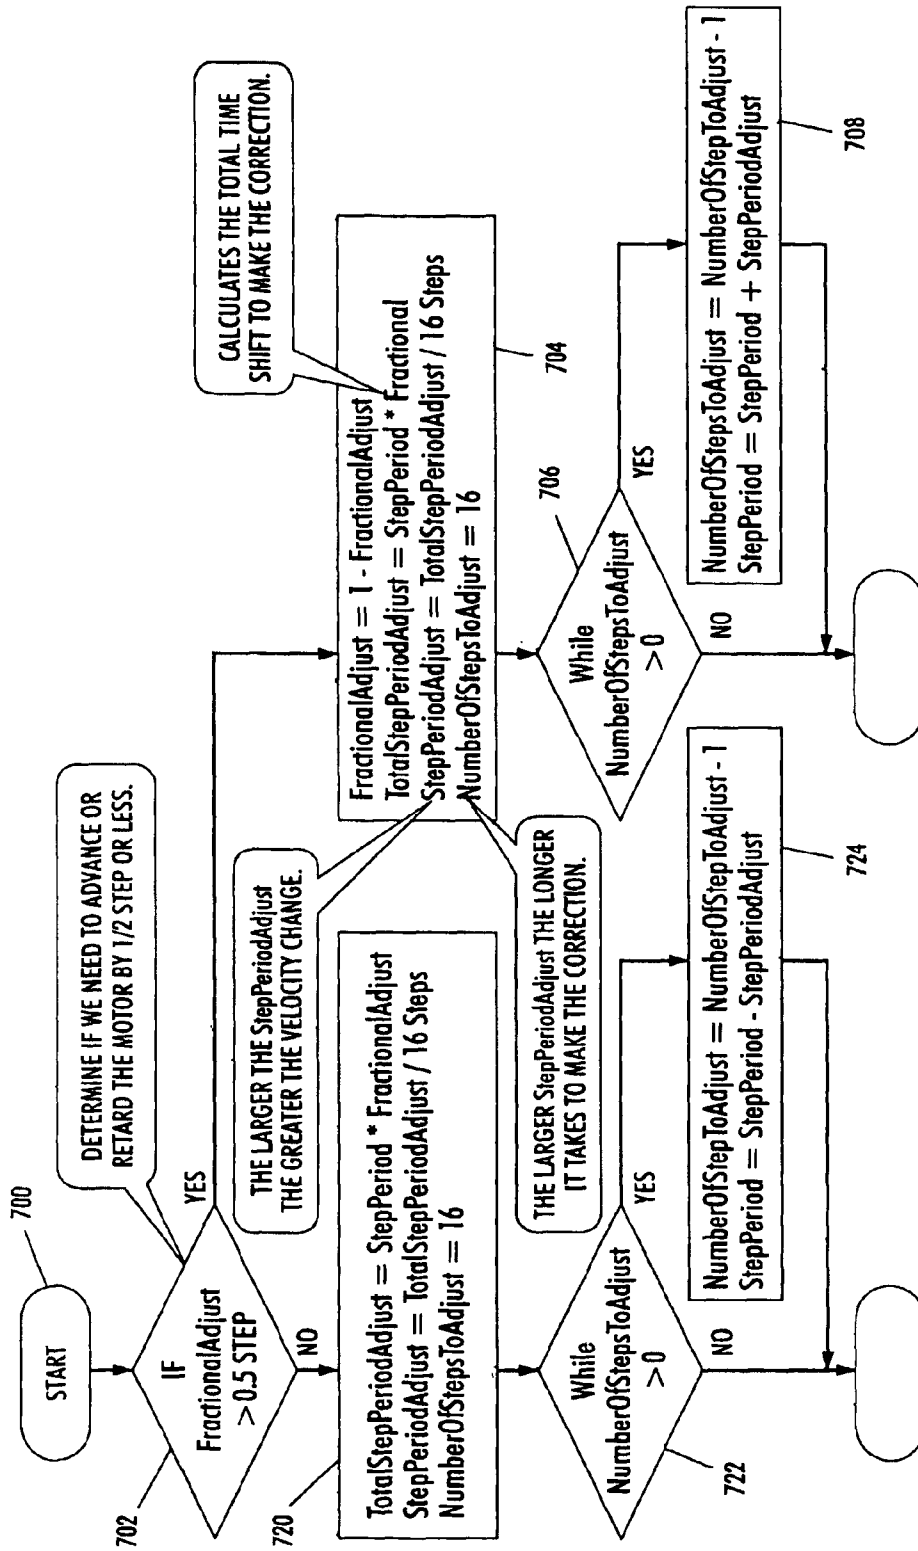 700
START
DETERMINE IF WE NEED TO ADVANCE OR
RETARD THE MOTOR BY 1/2 STEP OR LESS.
702
IF
FractionalAdjust
> 0.5 STEP
YES
NO
CALCULATES THE TOTAL TIME
SHIFT TO MAKE THE CORRECTION.
THE LARGER THE StepPeriodAdjust
THE GREATER THE VELOCITY CHANGE.
720
TotalStepPeriodAdjust = StepPeriod * FractionalAdjust
StepPeriodAdjust = TotalStepPeriodAdjust / 16 Steps
NumberOfStepsToAdjust = 16
FractionalAdjust = 1 - FractionalAdjust
TotalStepPeriodAdjust = StepPeriod * Fractional
StepPeriodAdjust = TotalStepPeriodAdjust / 16 Steps
NumberOfStepsToAdjust = 16
704
THE LARGER StepPeriodAdjust THE LONGER
IT TAKES TO MAKE THE CORRECTION.
While
NumberOfStepsToAdjust
> 0
722
YES
NO
NumberOfStepToAdjust = NumberOfStepToAdjust - 1
StepPeriod = StepPeriod - StepPeriodAdjust
724
706
While
NumberOfStepsToAdjust
> 0
YES
NO
NumberOfStepsToAdjust = NumberOfStepToAdjust - 1
StepPeriod = StepPeriod + StepPeriodAdjust
708